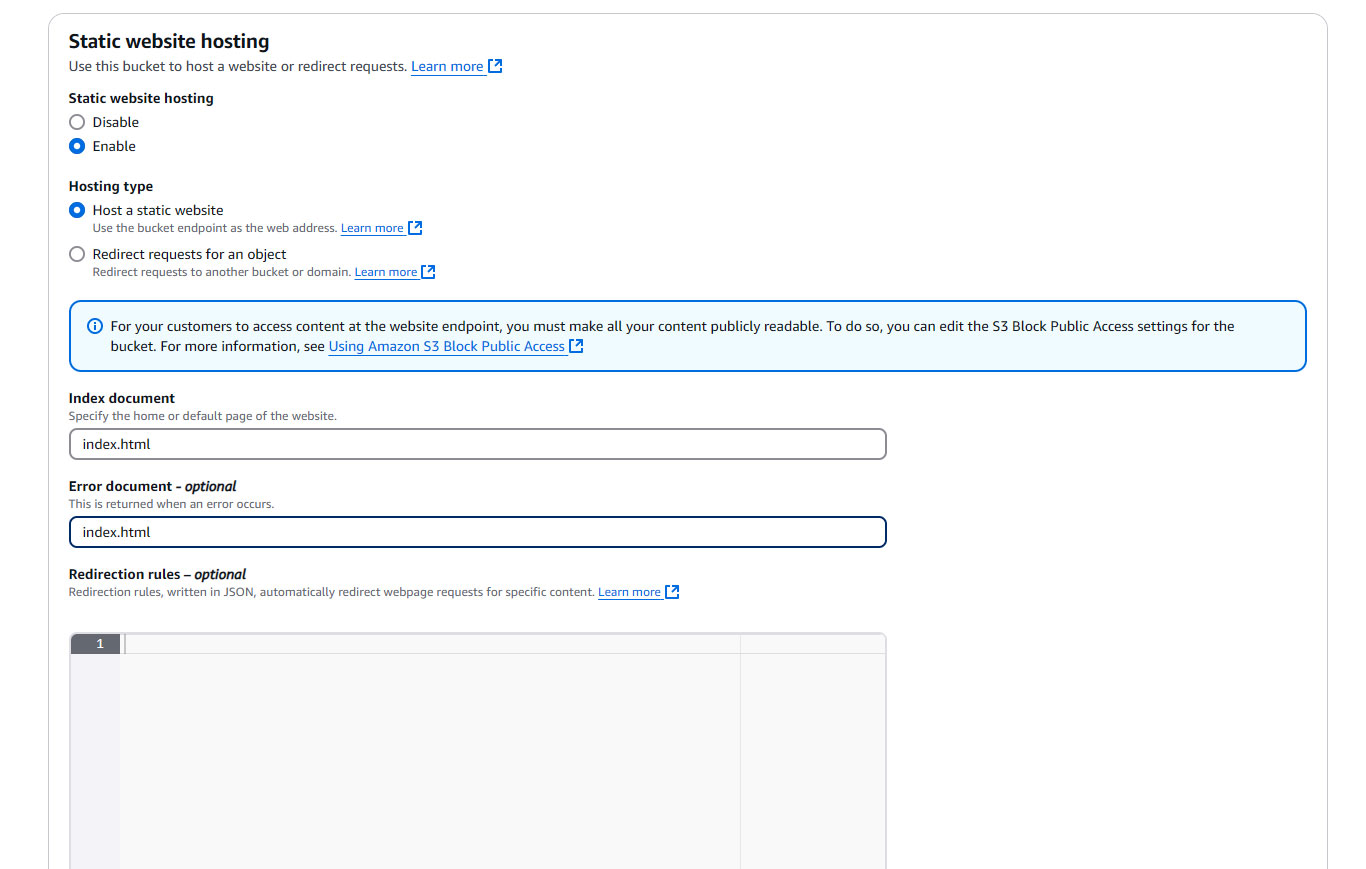 Static website hosting
Use this bucket to host a website or redirect requests. Learn more
Static website hosting
Disable
Enable
Hosting type
Host a static website
Use the bucket endpoint as the web address. Learn more
Redirect requests for an object
Redirect requests to another bucket or domain. Learn more
For your customers to access content at the website endpoint, you must make all your content publicly readable. To do so, you can edit the S3 Block Public Access settings for the
bucket. For more information, see Using Amazon S3 Block Public Access
Index document
Specify the home or default page of the website.
index.html
Error document - optional
This is returned when an error occurs.
index.html
Redirection rules – optional
Redirection rules, written in JSON, automatically redirect webpage requests for specific content. Learn more
1